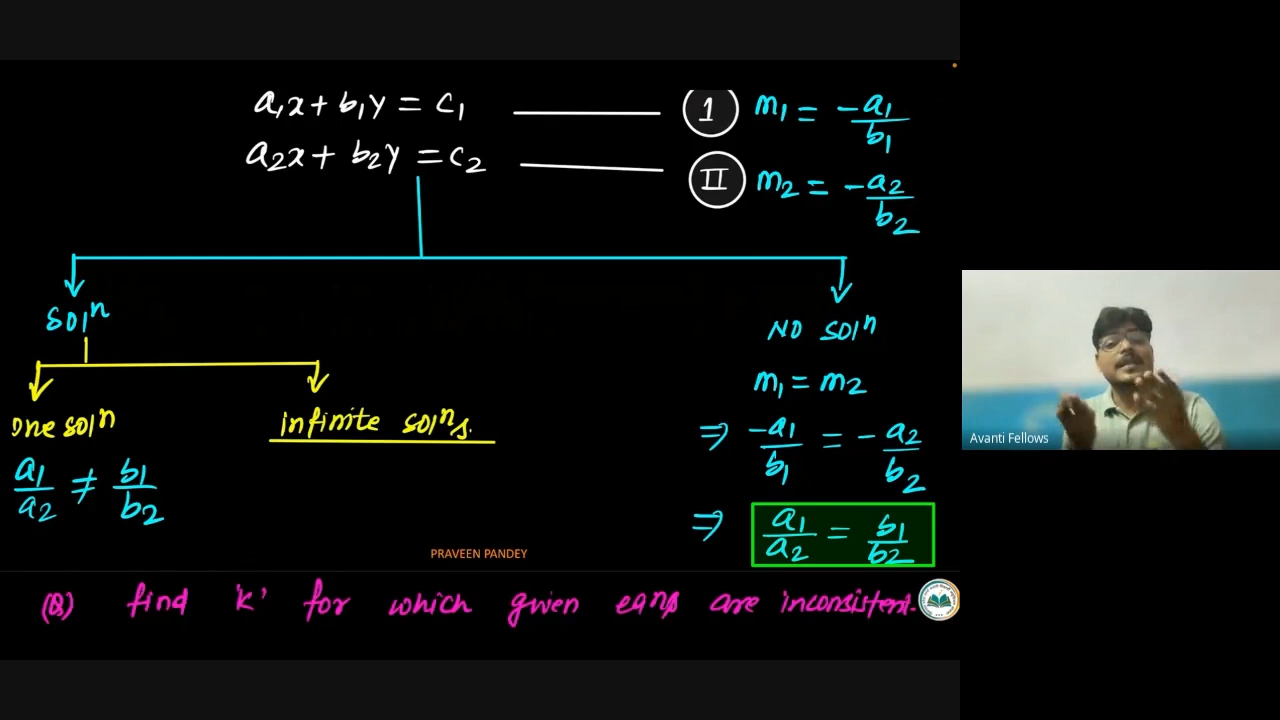 a₁x + b₁y = c₁ ——— I m₁ = -a₁/b₁
a₂x + b₂y = c₂ ——— II m₂ = -a₂/b₂
Solⁿ
NO Solⁿ
m₁ = m₂
One Solⁿ
infinite Solⁿs.
⇒ -a₁/b₁ = -a₂/b₂
a₁/a₂ ≠ b₁/b₂
⇒ a₁/a₂ = b₁/b₂
PRAVEEN PANDEY
(Q) find 'K' for which given eqns are inconsistent.
Avanti Fellows